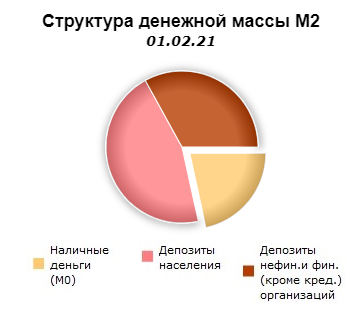 Структура денежной массы М2
01.02.21
Наличные
деньги
(М0)
Депозиты
населения
Депозиты
нефин.и фин.
(кроме кред.)
организаций